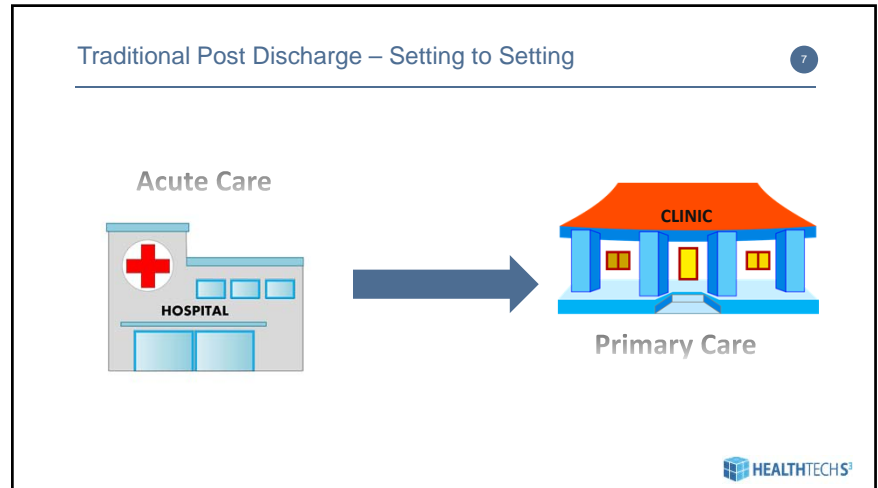 Traditional Post Discharge – Setting to Setting
7
Acute Care
HOSPITAL
CLINIC
Primary Care
HEALTHTECHS³